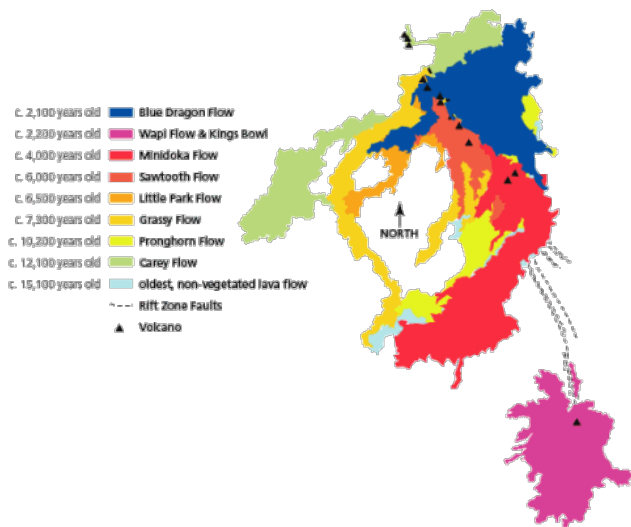 c. 2,100 years old Blue Dragon Flow
c. 2,200 years old Wapi Flow & Kings Bowl
c. 4,000 years old Minidoka Flow
c. 6,000 years old Sawtooth Flow
c. 6,500 years old Little Park Flow
c. 7,300 years old Grassy Flow
c. 10,200 years old Pronghorn Flow
c. 12,100 years old Carey Flow
c. 15,100 years old oldest, non-vegetated lava flow
Rift Zone Faults
Volcano
NORTH